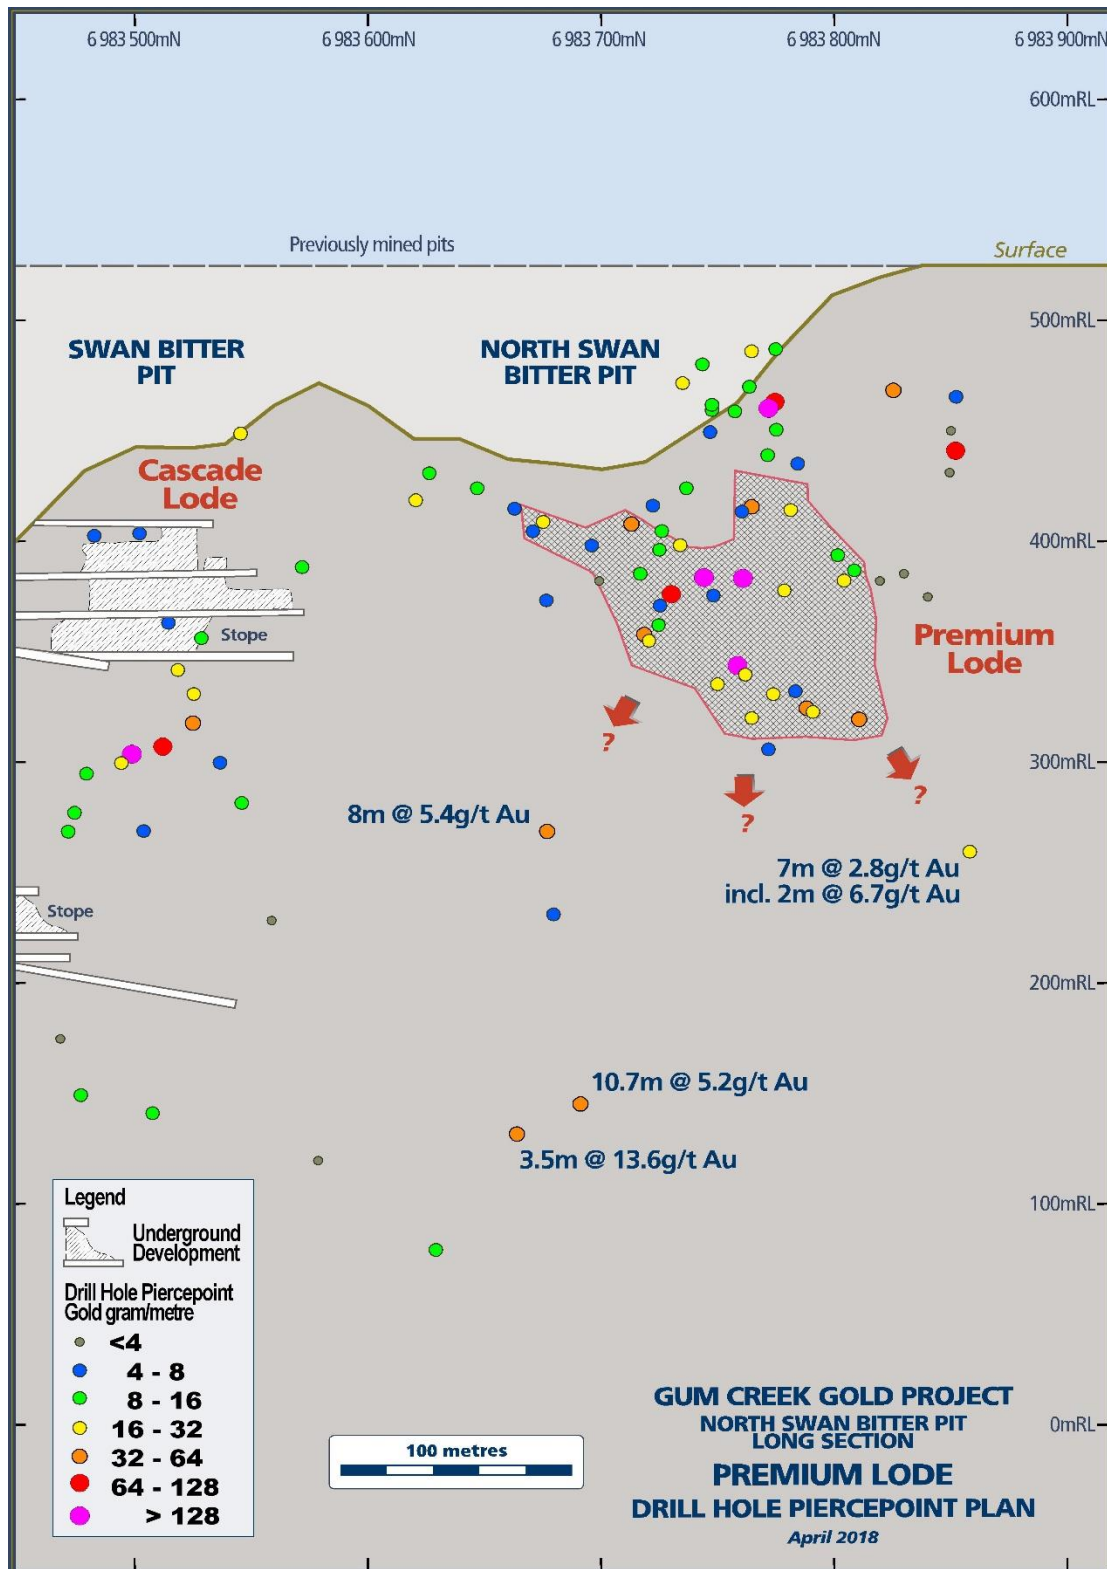 6 983 500mN
6 983 600mN
6 983 700mN
6 983 800mN
6 983 900mN
600mRL
Previously mined pits
Surface
500mRL
SWAN BITTER
PIT
NORTH SWAN
BITTER PIT
Cascade
Lode
400mRL
Stope
Premium
Lode
?
300mRL
?
?
8m @ 5.4g/t Au
7m @ 2.8g/t Au
incl. 2m @ 6.7g/t Au
Stope
200mRL
10.7m @ 5.2g/t Au
3.5m @ 13.6g/t Au
100mRL
Legend
Underground
Development
Drill Hole Piercepoint
Gold gram/metre
<4
4 - 8
8 - 16
16 - 32
32 - 64
64 - 128
> 128
100 metres
0mRL
GUM CREEK GOLD PROJECT
NORTH SWAN BITTER PIT
LONG SECTION
PREMIUM LODE
DRILL HOLE PIERCEPOINT PLAN
April 2018